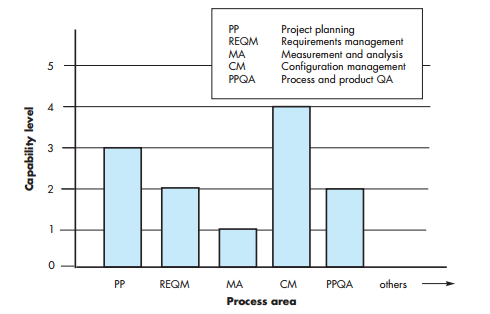 PP Project planning
REQM Requirements management
MA Measurement and analysis
CM Configuration management
PPQA Process and product QA
5
4
3
2
1
0
Capability level
PP REQM MA CM PPQA others
Process area